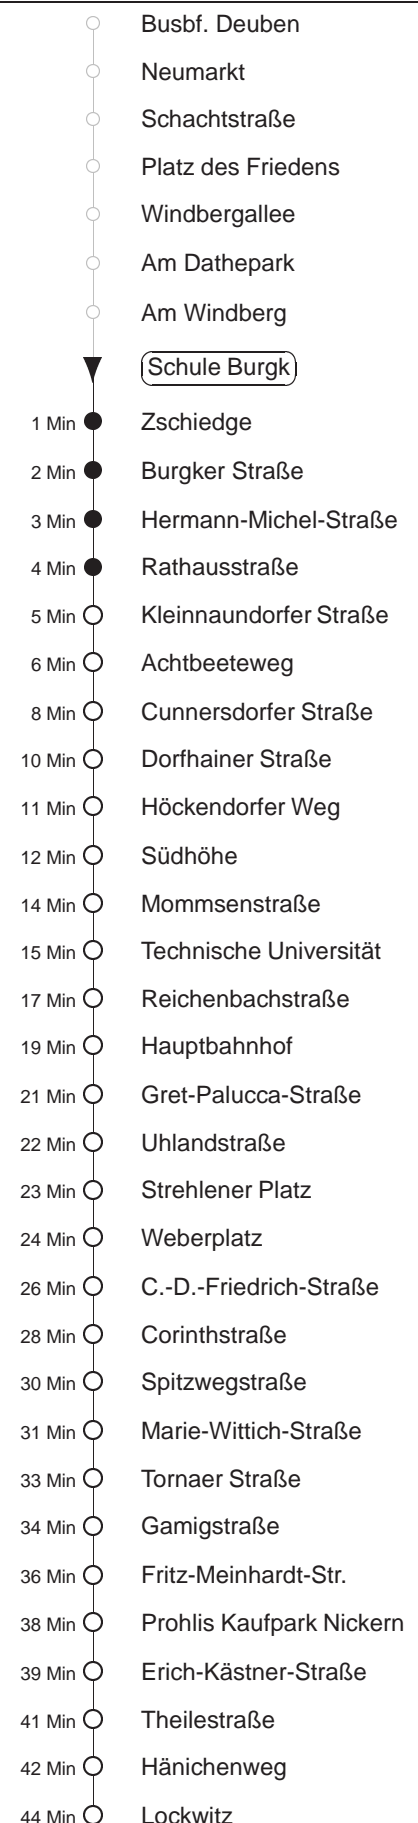 Busbf. Deuben
Neumarkt
Schachtstraße
Platz des Friedens
Windbergallee
Am Dathepark
Am Windberg
Schule Burgk
1 Min Zschiedge
2 Min Burgker Straße
3 Min Hermann-Michel-Straße
4 Min Rathausstraße
5 Min Kleinnaundorfer Straße
6 Min Achtbeeteweg
8 Min Cunnersdorfer Straße
10 Min Dorfhainer Straße
11 Min Höckendorfer Weg
12 Min Südhöhe
14 Min Mommsenstraße
15 Min Technische Universität
17 Min Reichenbachstraße
19 Min Hauptbahnhof
21 Min Gret-Palucca-Straße
22 Min Uhlandstraße
23 Min Strehlener Platz
24 Min Weberplatz
26 Min C.-D.-Friedrich-Straße
28 Min Corinthstraße
30 Min Spitzwegstraße
31 Min Marie-Wittich-Straße
33 Min Tornaer Straße
34 Min Gamigstraße
36 Min Fritz-Meinhardt-Str.
38 Min Prohlis Kaufpark Nickern
39 Min Erich-Kästner-Straße
41 Min Theilestraße
42 Min Hänichenweg
44 Min Lockwitz